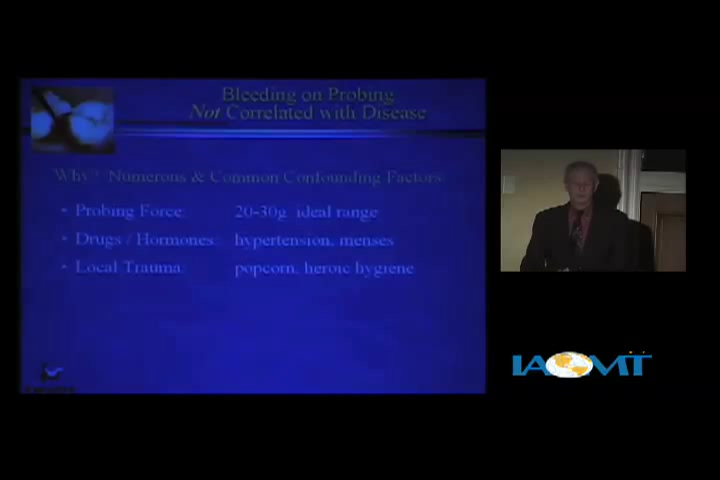 Bleeding on Probing
Not Correlated with Disease
Why? Numerous & Common Confounding Factors
• Probing Force: 20-30g ideal range
• Drugs / Hormones: hypertension, menses
• Local Trauma: popcorn, heroic hygiene
IAOMT